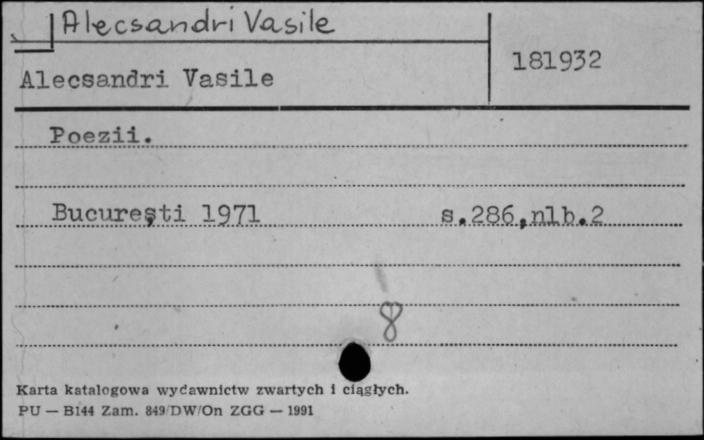 Alecsandri Vasile
Alecsandri Vasile
181932
Poezii.
București 1971 s.286,nlb.2
8
Karta katalogowa wydawnictw zwartych i ciągłych.
PU — B144 Zam. 849/DW/On ZGG — 1991